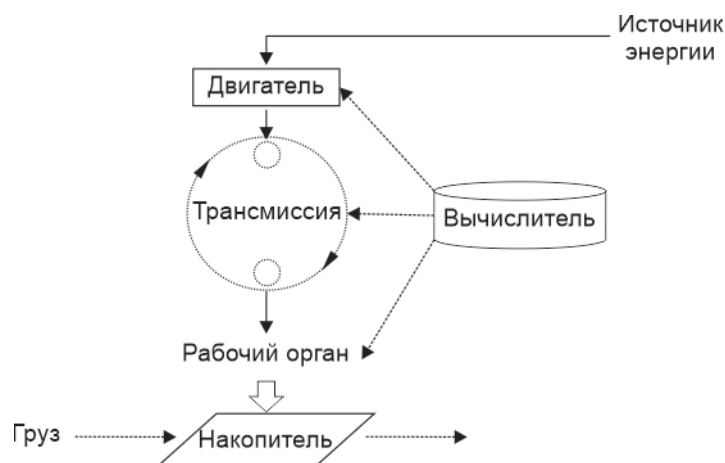 Источник
энергии
Двигатель
Трансмиссия
Вычислитель
Рабочий орган
Груз
Накопитель